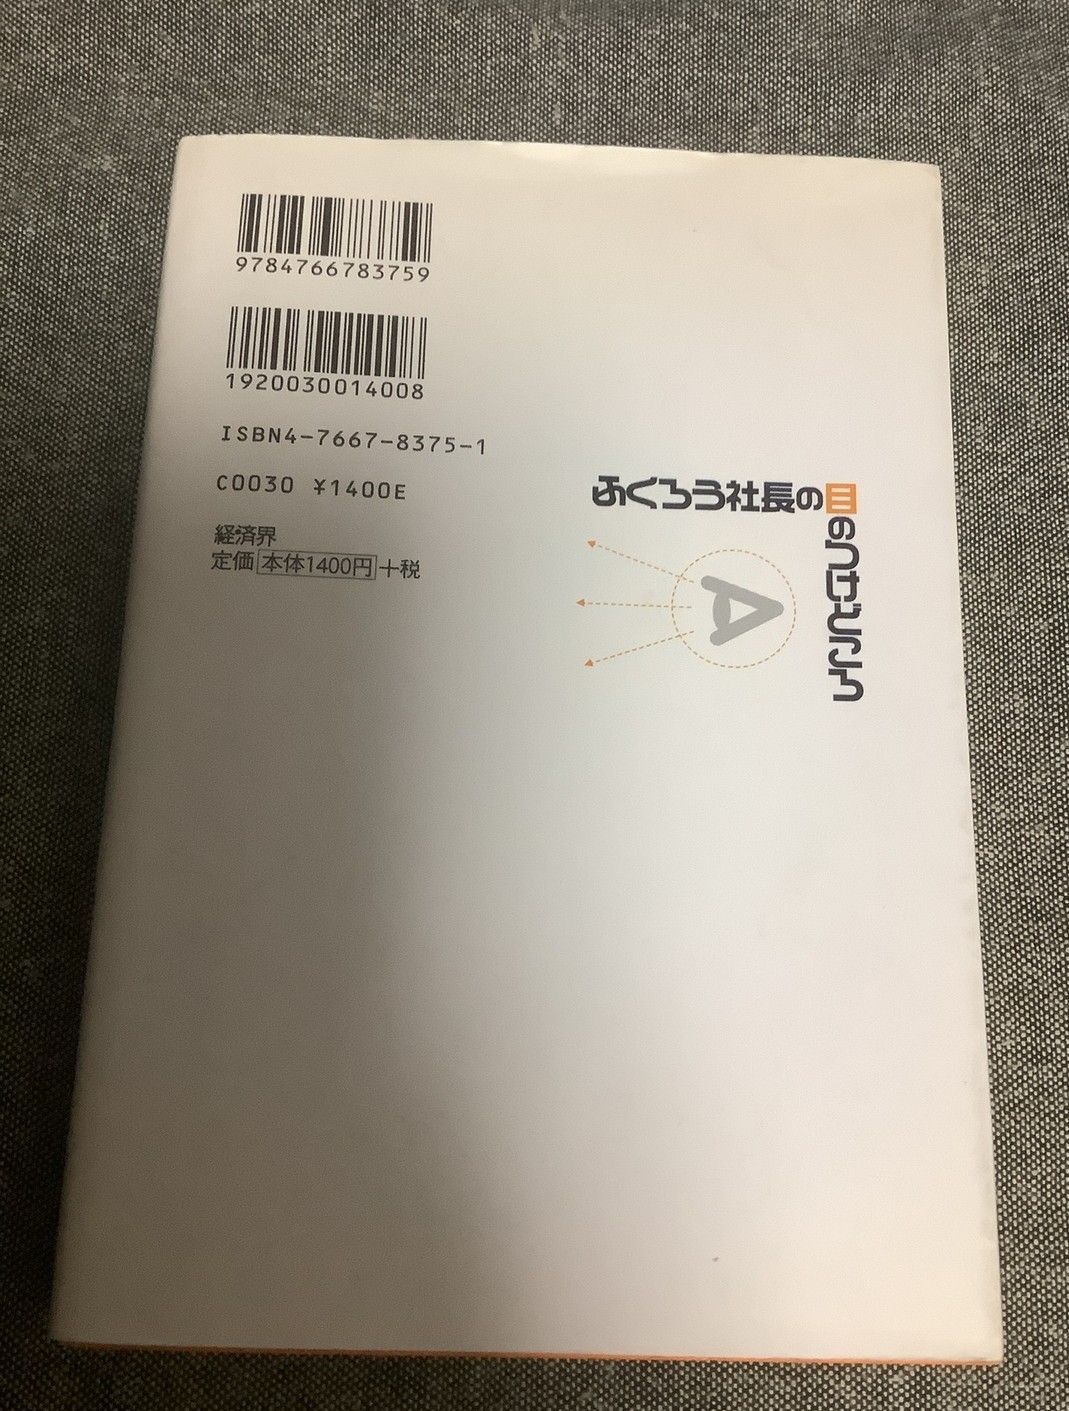 9784766783759
1920030014008
ISBN4-7667-8375-1
C0030 ¥1400E
経済界
定価 本体1400円 +税
ふくろう社長の目のつけどころ